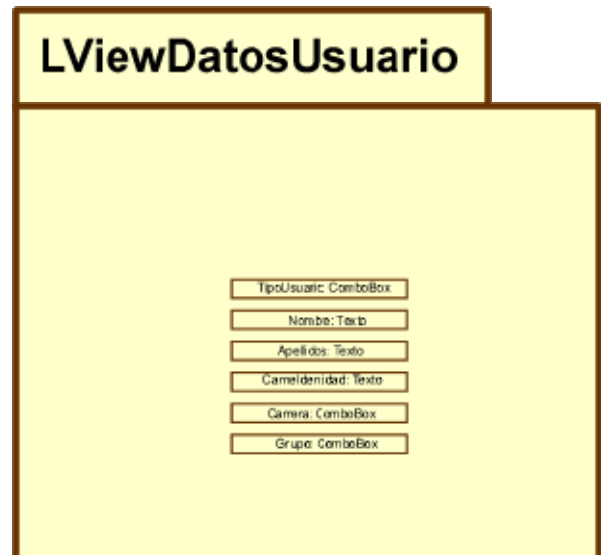 LViewDatosUsuario
TipoUsuario: ComboBox
Nombre: Texto
Apellidos: Texto
CarneIdenidad: Texto
Carrera: ComboBox
Grupo: ComboBox